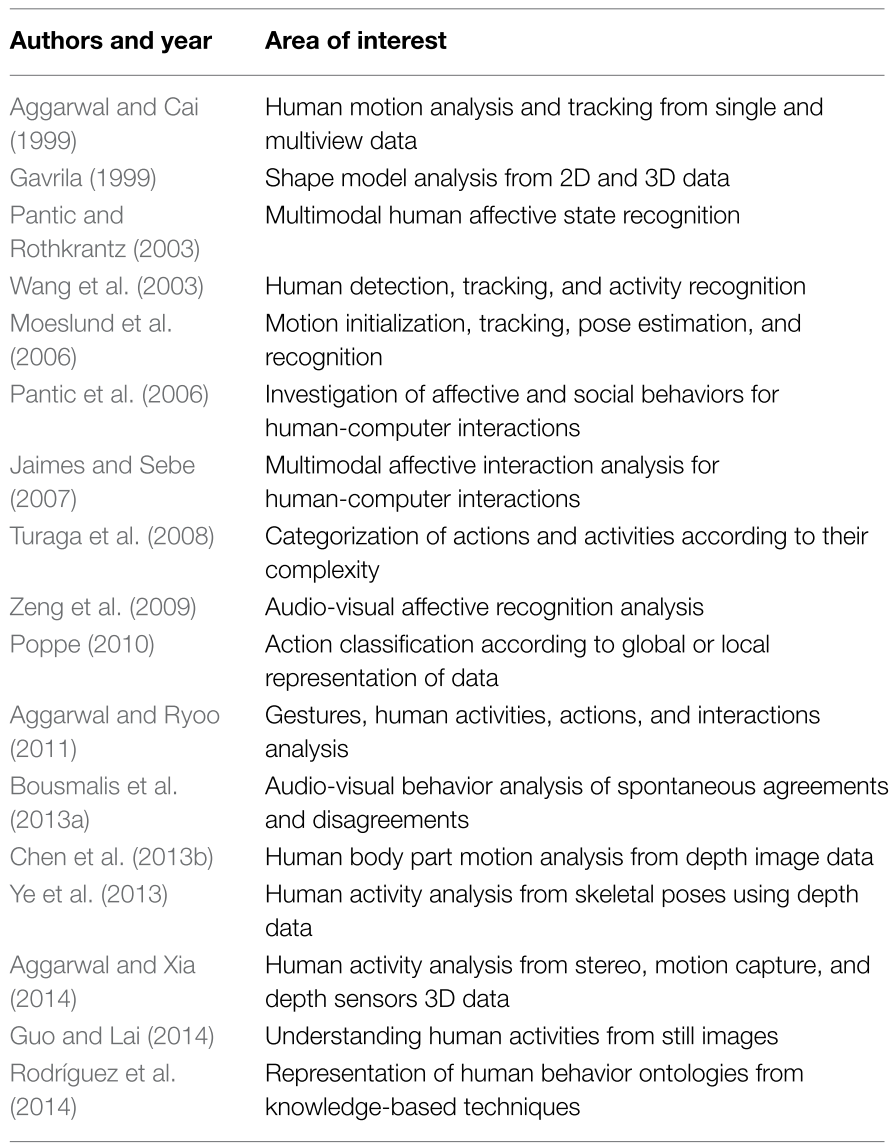 Authors and year Area of interest
Aggarwal and Cai Human motion analysis and tracking from single and
(1999) multiview data
Gavrila (1999) Shape model analysis from 2D and 3D data
Pantic and Multimodal human affective state recognition
Rothkrantz (2003)
Wang et al. (2003) Human detection, tracking, and activity recognition
Moeslund et al. Motion initialization, tracking, pose estimation, and
(2006) recognition
Pantic et al. (2006) Investigation of affective and social behaviors for
human-computer interactions
Jaimes and Sebe Multimodal affective interaction analysis for
(2007) human-computer interactions
Turaga et al. (2008) Categorization of actions and activities according to their
complexity
Zeng et al. (2009) Audio-visual affective recognition analysis
Poppe (2010) Action classification according to global or local
representation of data
Aggarwal and Ryoo Gestures, human activities, actions, and interactions
(2011) analysis
Bousmalis et al. Audio-visual behavior analysis of spontaneous agreements
(2013a) and disagreements
Chen et al. (2013b) Human body part motion analysis from depth image data
Ye et al. (2013) Human activity analysis from skeletal poses using depth
data
Aggarwal and Xia Human activity analysis from stereo, motion capture, and
(2014) depth sensors 3D data
Guo and Lai (2014) Understanding human activities from still images
Rodríguez et al. Representation of human behavior ontologies from
(2014) knowledge-based techniques